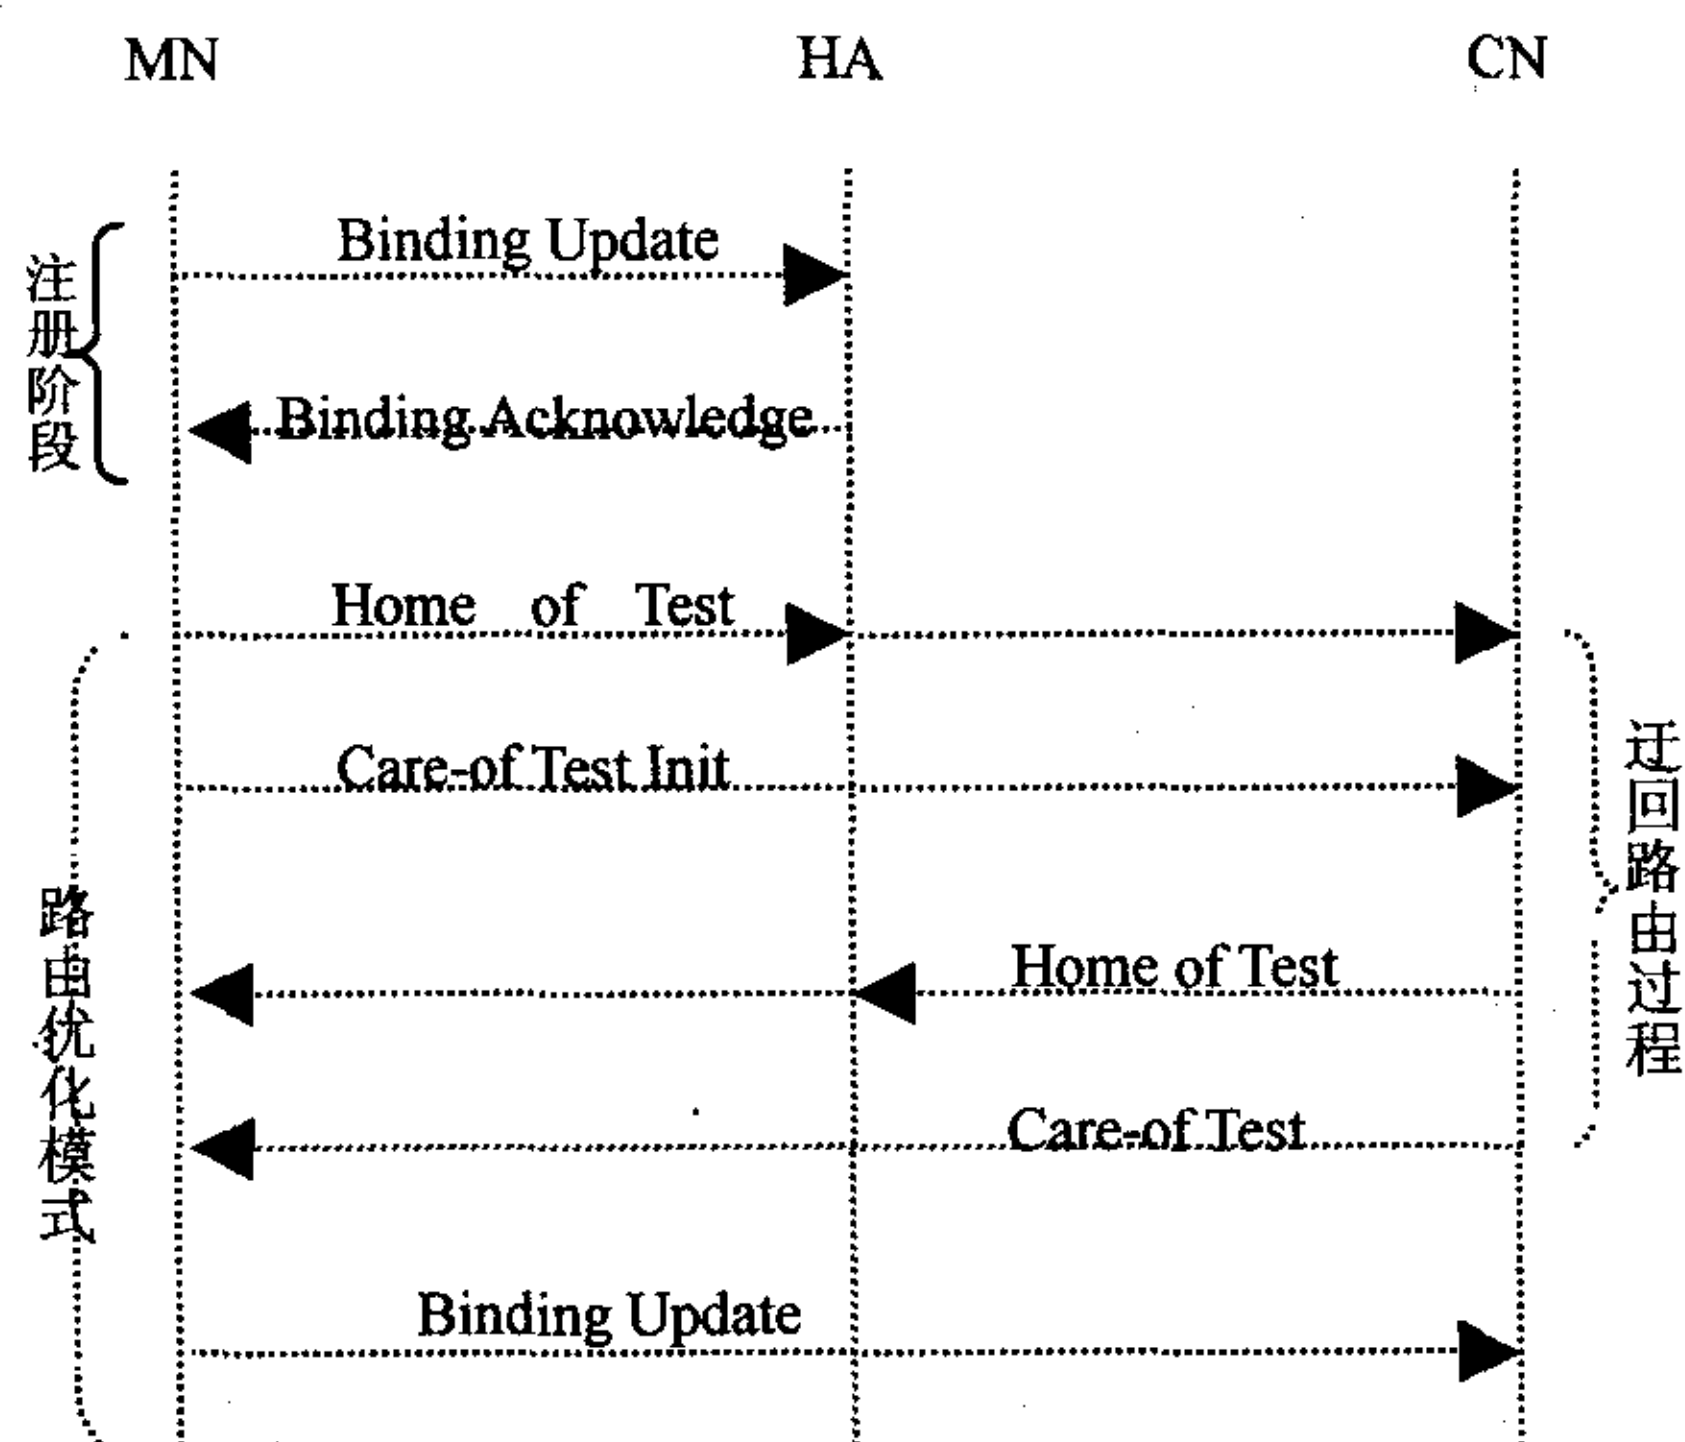 MN
HA
CN
Binding Update
注册阶段
Binding Acknowledge
Home of Test
Care-of Test Init
迂回路由过程
路由优化模式
Home of Test
Care-of Test
Binding Update